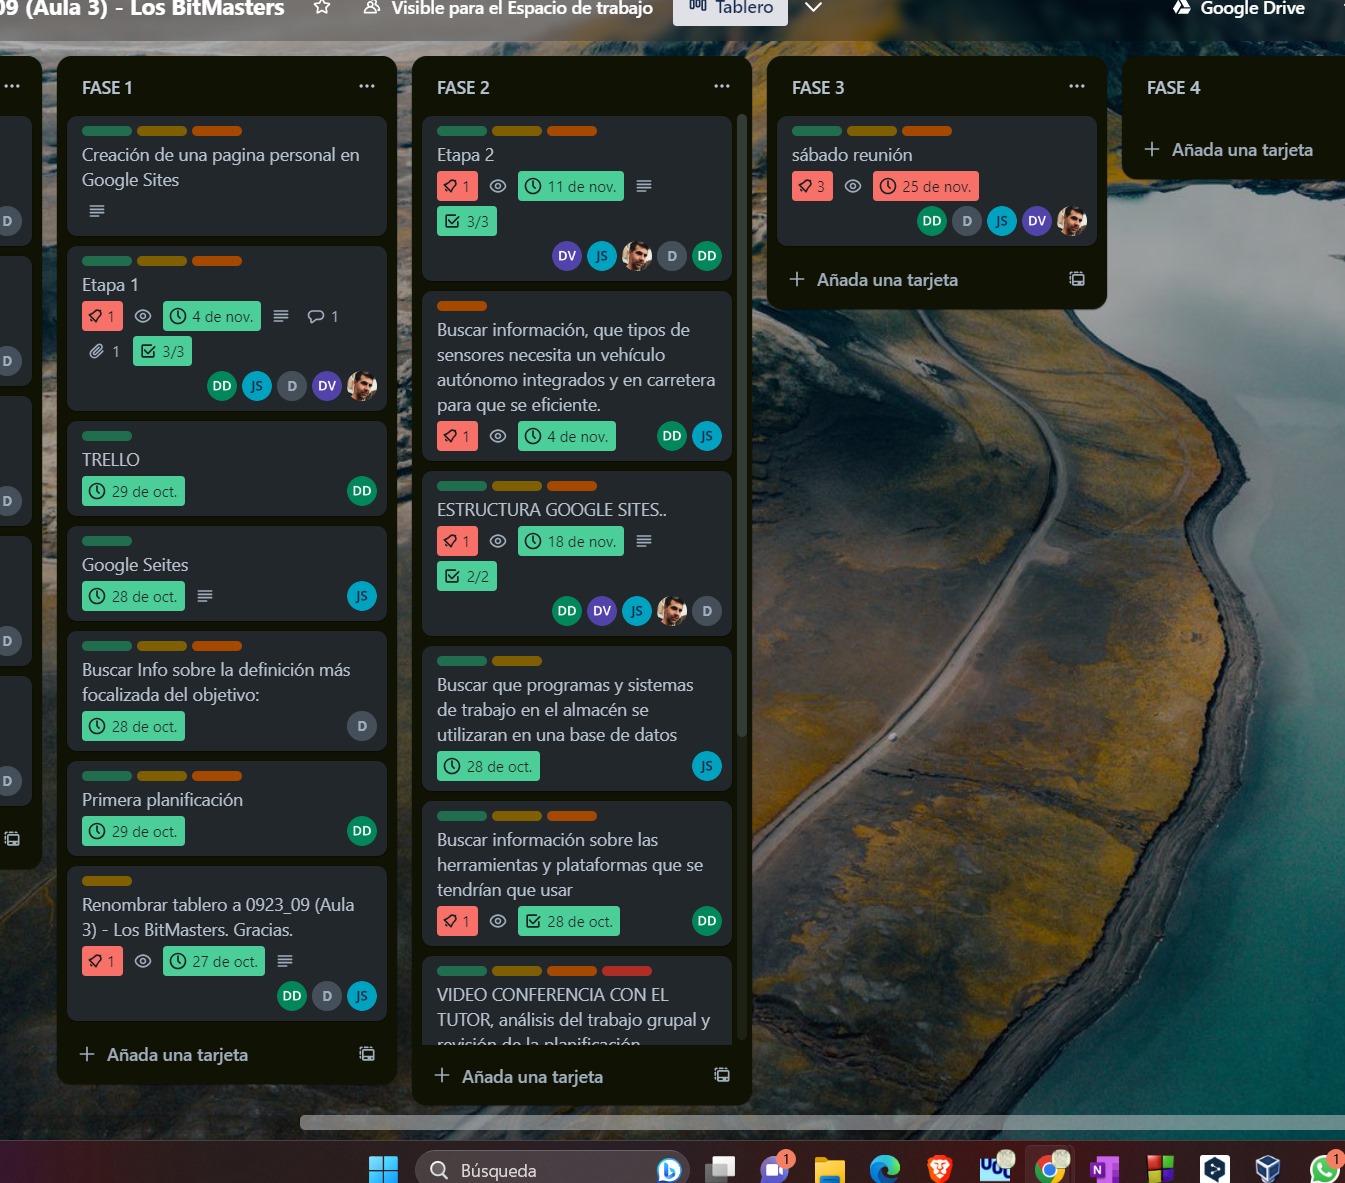 09 (Aula 3) - Los BitMasters
Visible para el Espacio de trabajo
Tablero
Google Drive
D
D
D
D
D
FASE 1
Creación de una pagina personal en
Google Sites
Etapa 1
1
4 de nov.
1
1
3/3
DD JS D DV
TRELLO
29 de oct.
DD
Google Seites
28 de oct.
JS
Buscar Info sobre la definición más
focalizada del objetivo:
28 de oct.
D
Primera planificación
29 de oct.
DD
Renombrar tablero a 0923_09 (Aula
3) - Los BitMasters. Gracias.
1
27 de oct.
DD D JS
Añada una tarjeta
FASE 2
Etapa 2
1
11 de nov.
3/3
DV JS D DD
Buscar información, que tipos de
sensores necesita un vehículo
autónomo integrados y en carretera
para que se eficiente.
1
4 de nov.
DD JS
ESTRUCTURA GOOGLE SITES..
1
18 de nov.
2/2
DD DV JS D
Buscar que programas y sistemas
de trabajo en el almacén se
utilizaran en una base de datos
28 de oct.
JS
Buscar información sobre las
herramientas y plataformas que se
tendrían que usar
1
28 de oct.
DD
VIDEO CONFERENCIA CON EL
TUTOR, análisis del trabajo grupal y
revisión de la planificación
Añada una tarjeta
FASE 3
sábado reunión
3
25 de nov.
DD D JS DV
Añada una tarjeta
FASE 4
Añada una tarjeta
Búsqueda
1
N
1